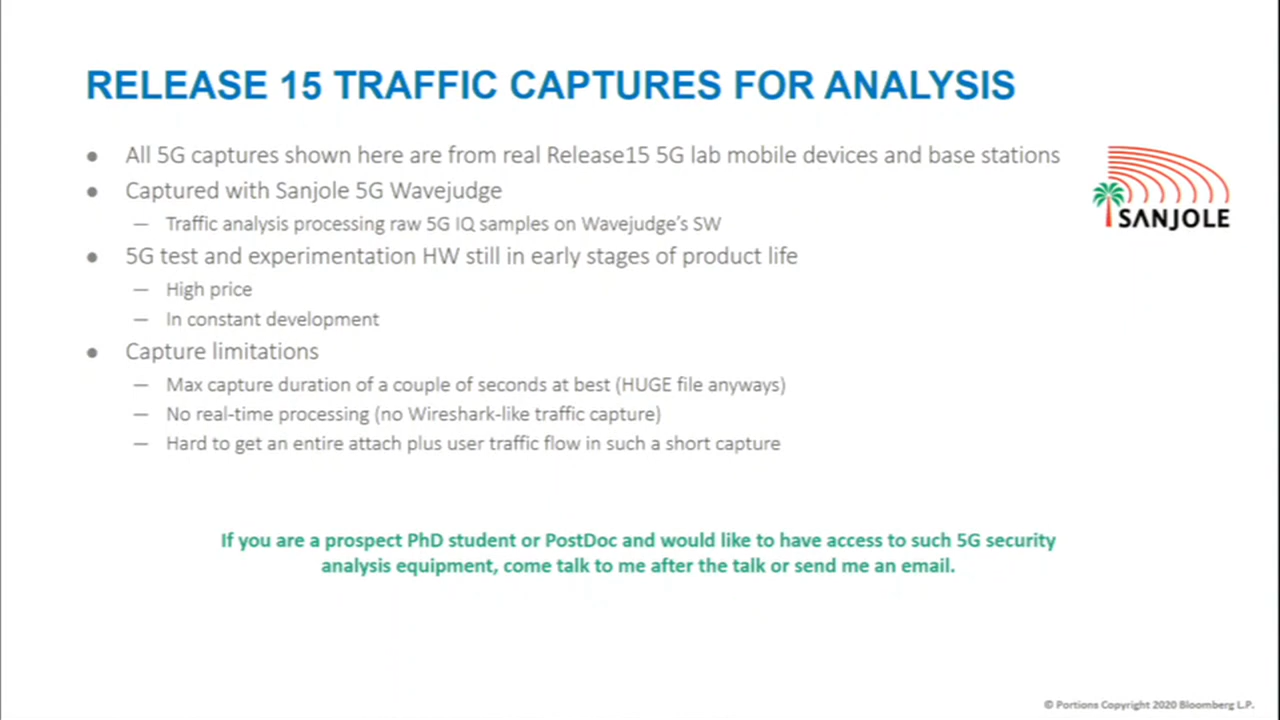 RELEASE 15 TRAFFIC CAPTURES FOR ANALYSIS
● All 5G captures shown here are from real Release15 5G lab mobile devices and base stations
● Captured with Sanjole 5G Wavejudge
— Traffic analysis processing raw 5G IQ samples on Wavejudge's SW
● 5G test and experimentation HW still in early stages of product life
— High price
— In constant development
● Capture limitations
— Max capture duration of a couple of seconds at best (HUGE file anyways)
— No real-time processing (no Wireshark-like traffic capture)
— Hard to get an entire attach plus user traffic flow in such a short capture
SANJOLE
If you are a prospect PhD student or PostDoc and would like to have access to such 5G security
analysis equipment, come talk to me after the talk or send me an email.
© Portions Copyright 2020 Bloomberg L.P.